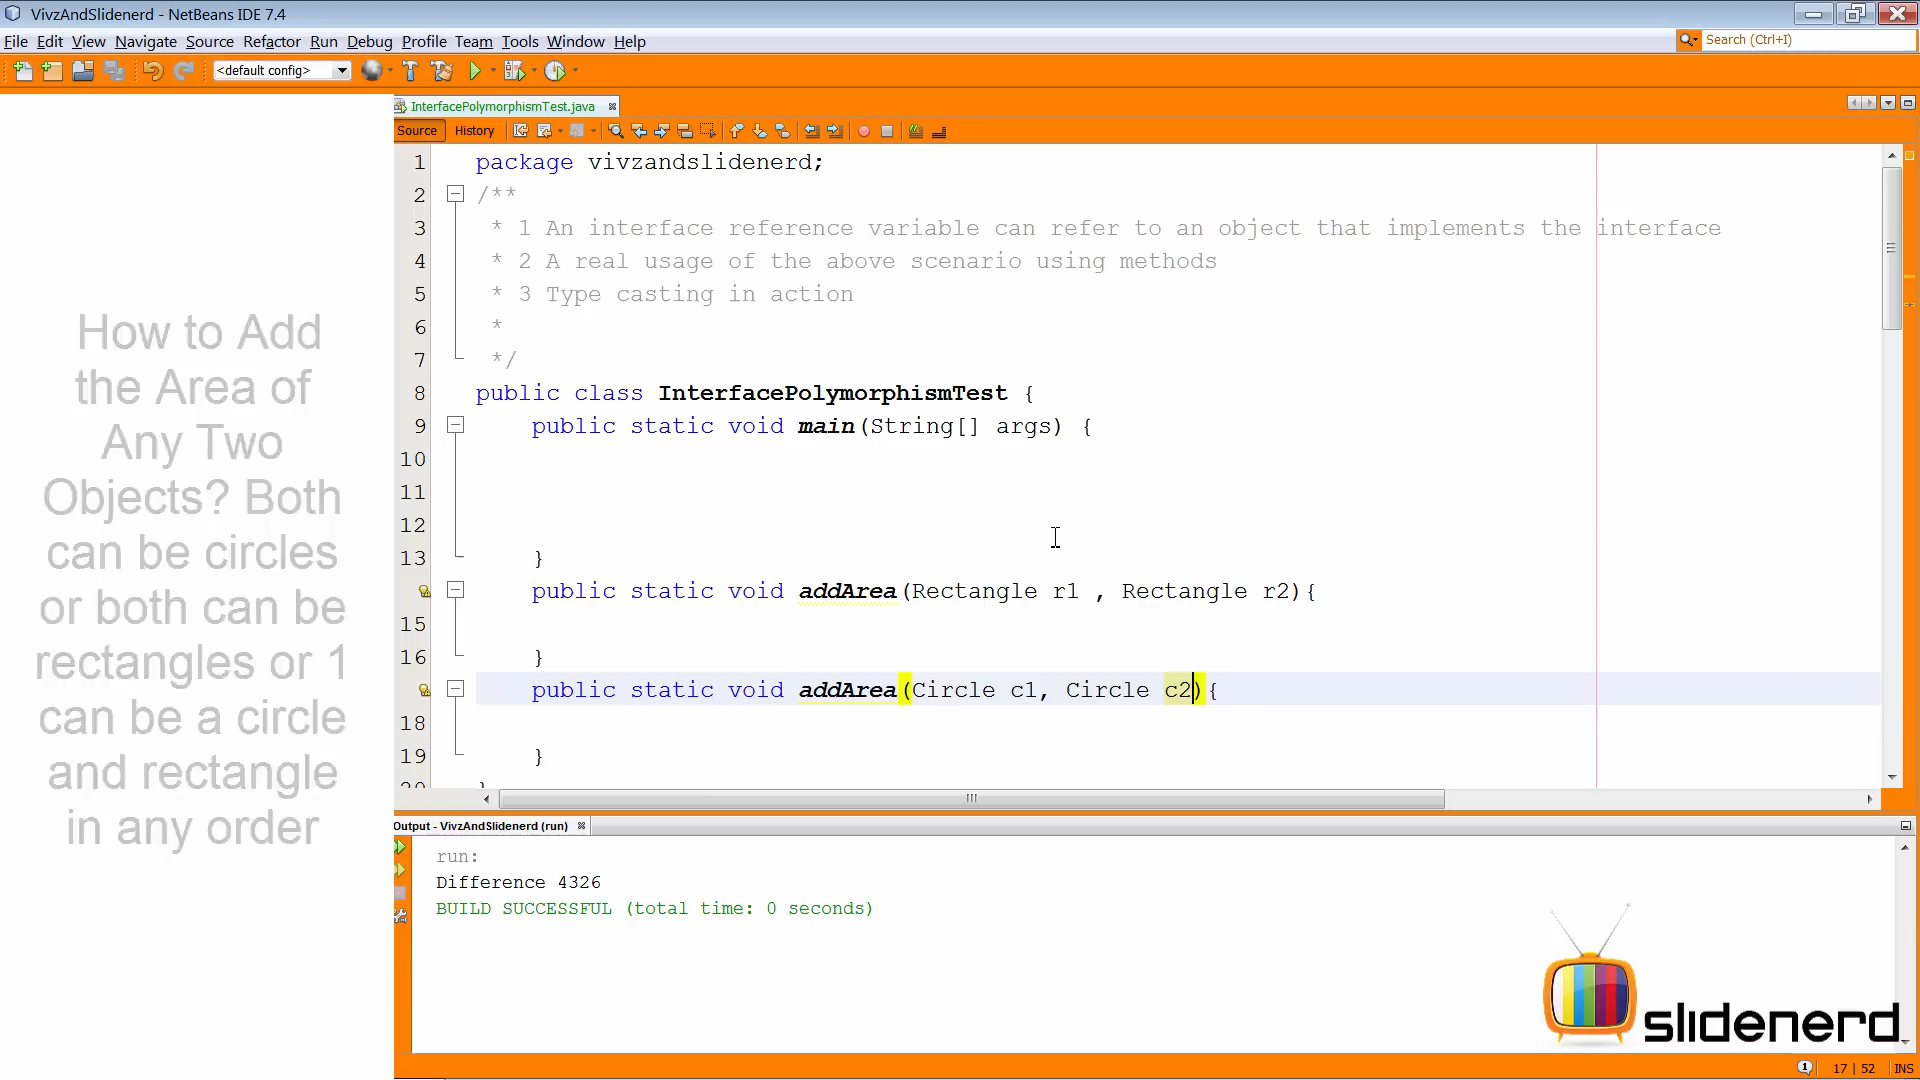 VivzAndSlidenerd - NetBeans IDE 7.4
File Edit View Navigate Source Refactor Run Debug Profile Team Tools Window Help
Search (Ctrl+I)
<default config>
InterfacePolymorphismTest.java
Source History
How to Add
the Area of
Any Two
Objects? Both
can be circles
or both can be
rectangles or 1
can be a circle
and rectangle
in any order
1 package vivzandslidenerd;
2 /**
3 * 1 An interface reference variable can refer to an object that implements the interface
4 * 2 A real usage of the above scenario using methods
5 * 3 Type casting in action
6 *
7 */
8 public class InterfacePolymorphismTest {
9 public static void main(String[] args) {
10
11
12
13 }
public static void addArea(Rectangle r1 , Rectangle r2){
15
16 }
public static void addArea(Circle c1, Circle c2){
18
19 }
20 }
Output - VivzAndSlidenerd (run)
run:
Difference 4326
BUILD SUCCESSFUL (total time: 0 seconds)
slidenerd
1 17 | 52 INS